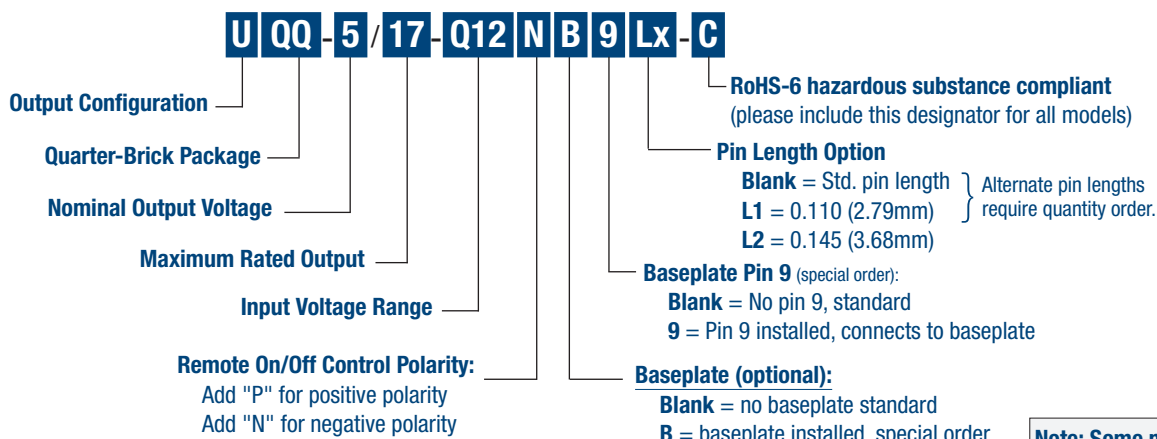 U QQ - 5 / 17 - Q12 N B 9 Lx - C
Output Configuration
Quarter-Brick Package
Nominal Output Voltage
Maximum Rated Output
Input Voltage Range
Remote On/Off Control Polarity:
Add "P" for positive polarity
Add "N" for negative polarity
RoHS-6 hazardous substance compliant
(please include this designator for all models)
Pin Length Option
Blank = Std. pin length
L1 = 0.110 (2.79mm)
L2 = 0.145 (3.68mm)
Alternate pin lengths
require quantity order.
Baseplate Pin 9 (special order):
Blank = No pin 9, standard
9 = Pin 9 installed, connects to baseplate
Baseplate (optional):
Blank = no baseplate standard
B = baseplate installed, special order
Note: Some